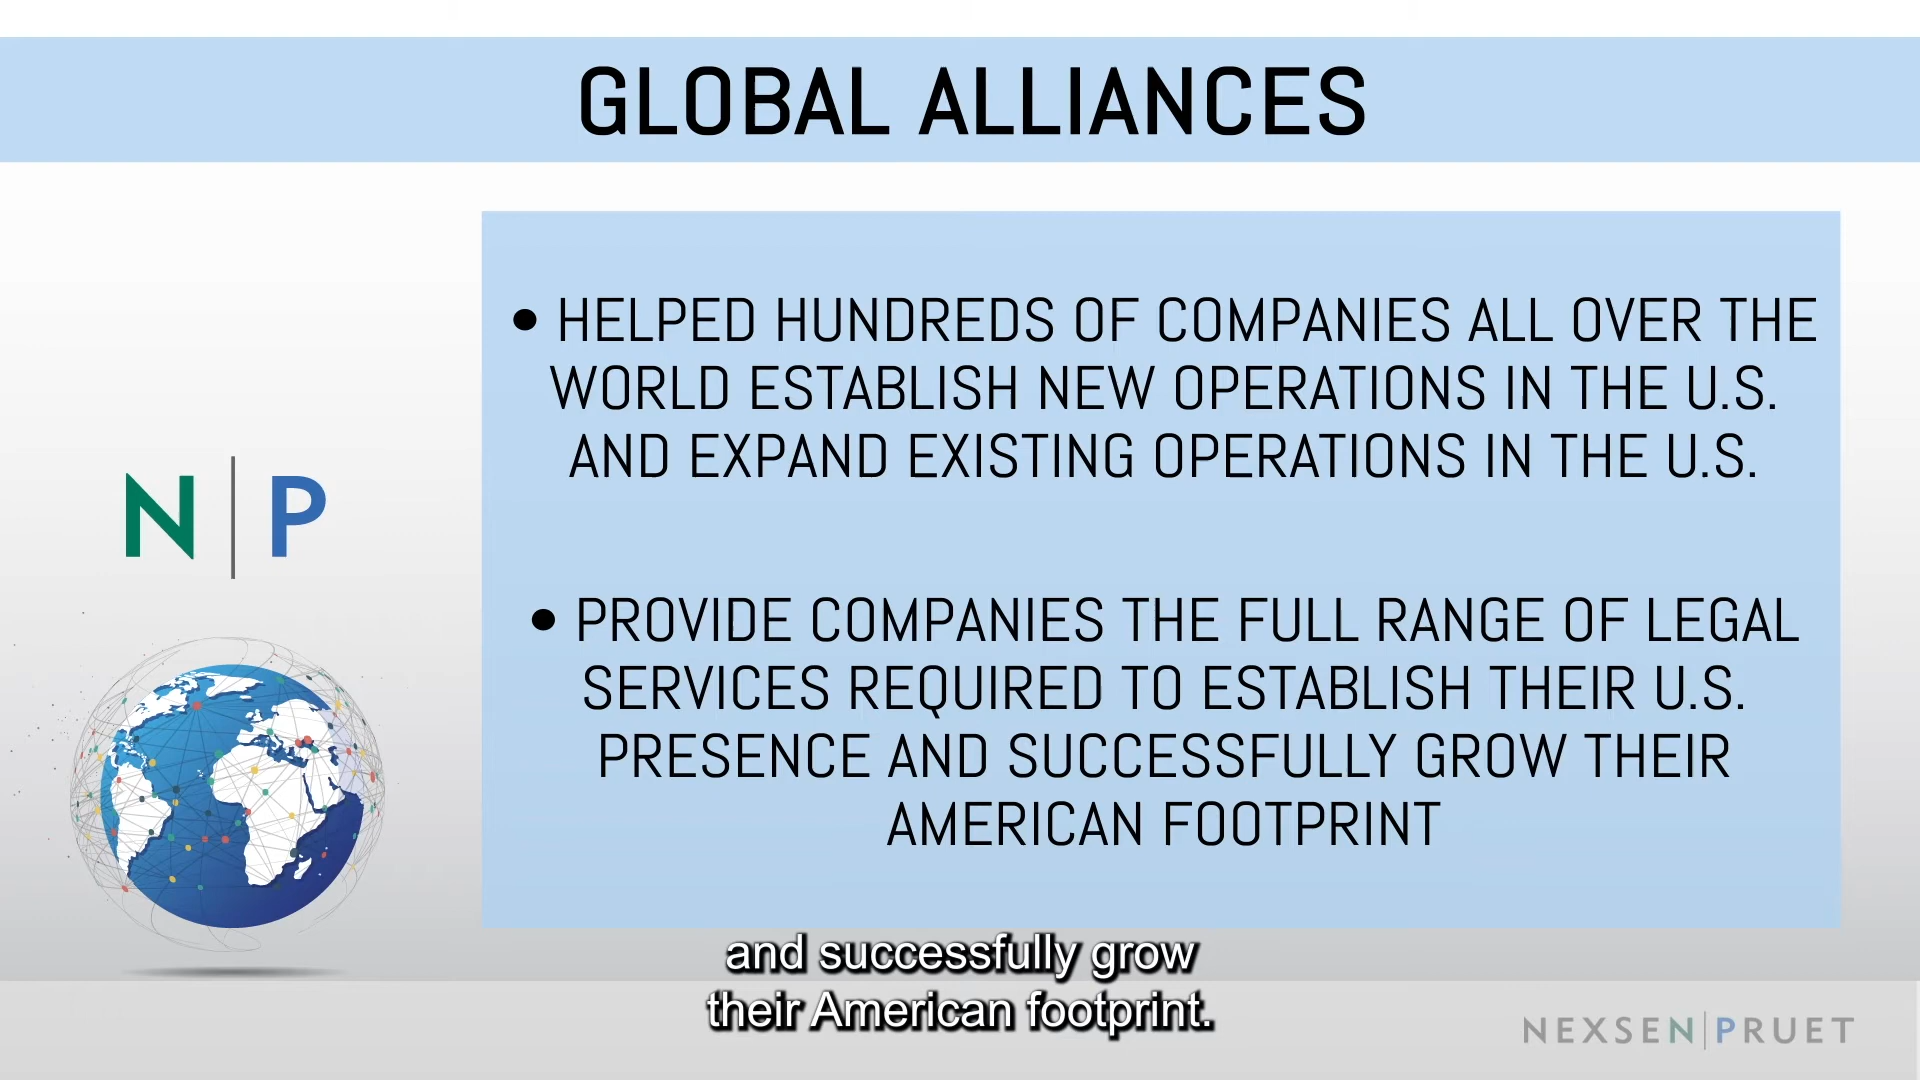 GLOBAL ALLIANCES
• HELPED HUNDREDS OF COMPANIES ALL OVER THE
WORLD ESTABLISH NEW OPERATIONS IN THE U.S.
AND EXPAND EXISTING OPERATIONS IN THE U.S.
N|P
• PROVIDE COMPANIES THE FULL RANGE OF LEGAL
SERVICES REQUIRED TO ESTABLISH THEIR U.S.
PRESENCE AND SUCCESSFULLY GROW THEIR
AMERICAN FOOTPRINT
and successfully grow
their American footprint.
NEXSEN|PRUET